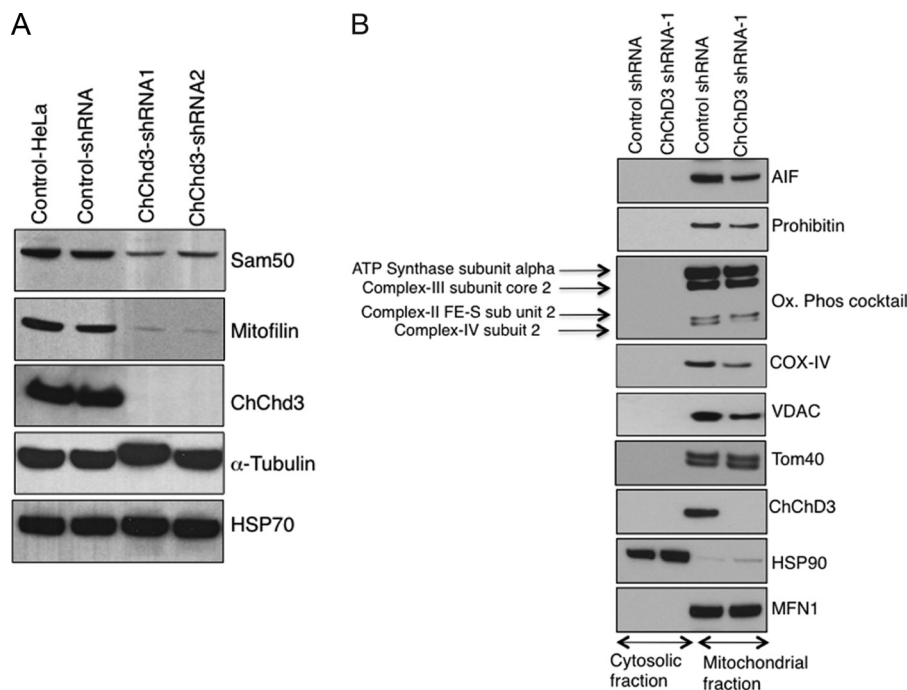 A
Control-HeLa
Control-shRNA
ChChd3-shRNA1
ChChd3-shRNA2
Sam50
Mitofilin
ChChd3
α-Tubulin
HSP70
B
Control shRNA
ChChD3 shRNA-1
Control shRNA
ChChD3 shRNA-1
AIF
Prohibitin
ATP Synthase subunit alpha
Complex-III subunit core 2
Complex-II FE-S sub unit 2
Complex-IV subuit 2
Ox. Phos cocktail
COX-IV
VDAC
Tom40
ChChD3
HSP90
MFN1
Cytosolic
fraction
Mitochondrial
fraction